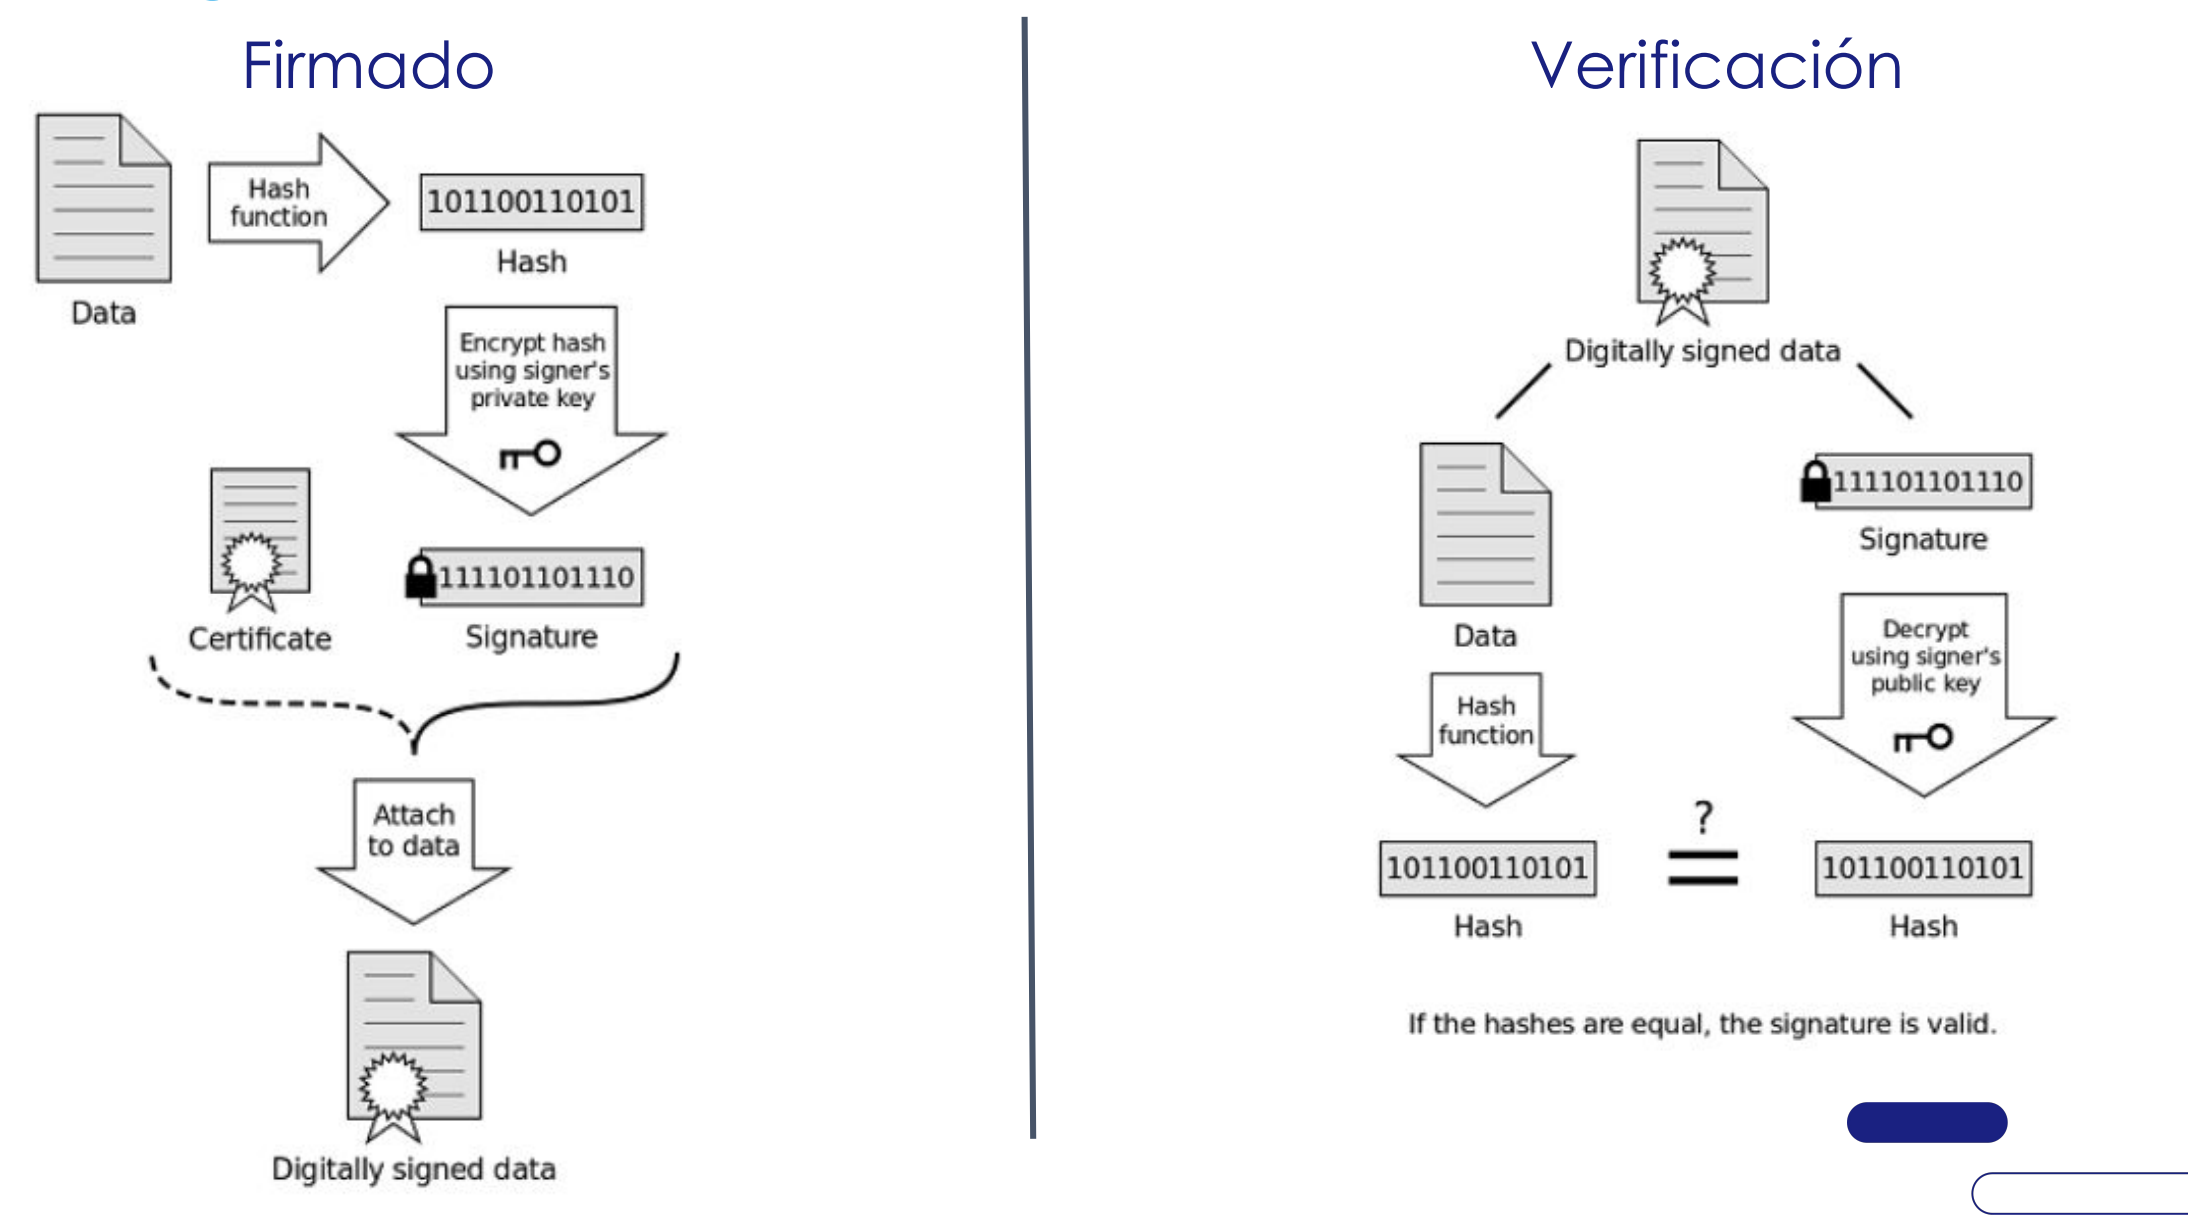 Firmado
Data
Hash
function
101100110101
Hash
Encrypt hash
using signer's
private key
Certificate
111101101110
Signature
Attach
to data
Digitally signed data
Verificación
Digitally signed data
Data
111101101110
Signature
Hash
function
Decrypt
using signer's
public key
101100110101
Hash
?
=
101100110101
Hash
If the hashes are equal, the signature is valid.